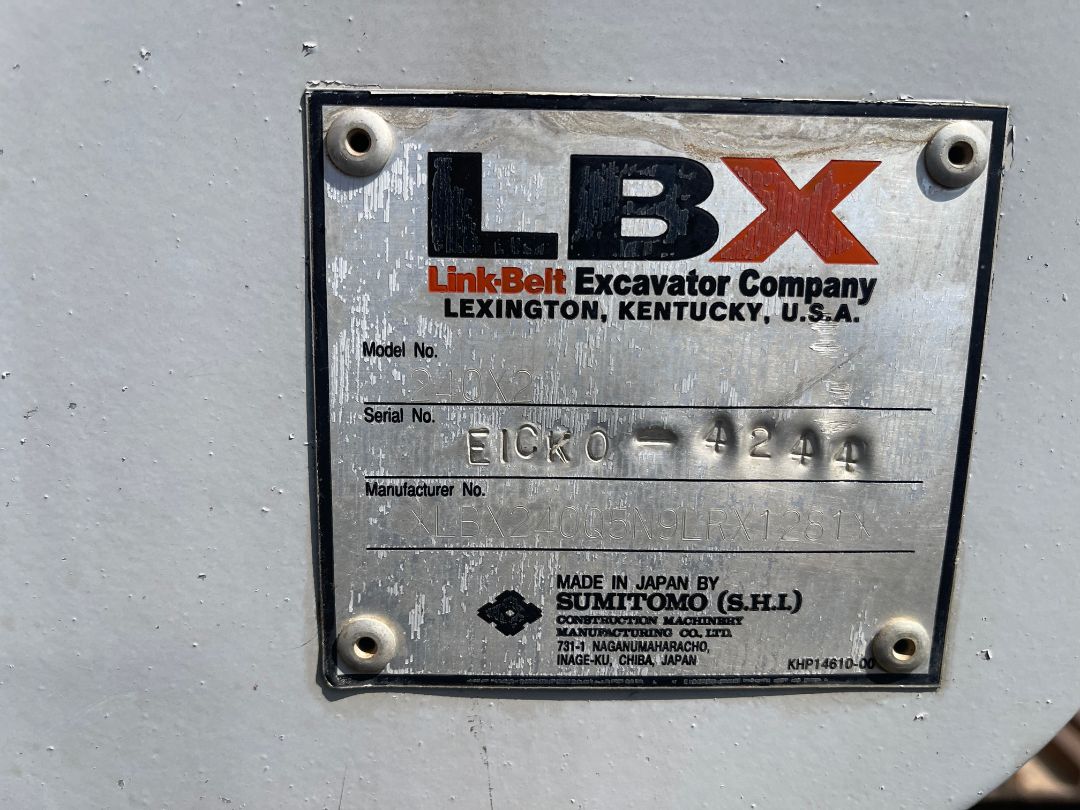 LBX
Link-Belt Excavator Company
LEXINGTON, KENTUCKY, U.S.A.
Model No.
240X2
Serial No.
EICKO-4244
Manufacturer No.
MADE IN JAPAN BY
SUMITOMO (S.H.I.)
CONSTRUCTION MACHINERY
MANUFACTURING CO., LTD.
731-1 NAGANUMAHARACHO,
INAGE-KU, CHIBA, JAPAN
KHP14610-00